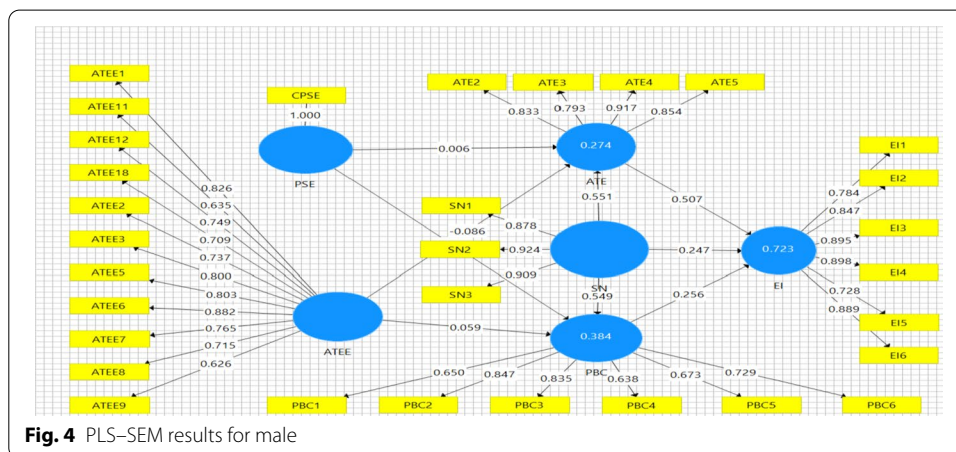 ATEE1
ATEE11
ATEE12
ATEE18
ATEE2
ATEE3
ATEE5
ATEE6
ATEE7
ATEE8
ATEE9
0.826
0.635
0.749
0.709
0.737
0.800
0.803
0.882
0.765
0.715
0.626
CPSE
1.000
PSE
0.006
ATEE
0.059
-0.086
ATE2
ATE3
ATE4
ATE5
0.833
0.793
0.917
0.854
0.274
ATE
0.551
0.507
SN1
SN2
SN3
0.878
0.924
0.909
SN
0.247
0.549
0.256
0.384
PBC
0.650
0.847
0.835
0.638
0.673
0.729
PBC1
PBC2
PBC3
PBC4
PBC5
PBC6
0.723
EI
0.784
0.847
0.895
0.898
0.728
0.889
EI1
EI2
EI3
EI4
EI5
EI6
Fig. 4 PLS–SEM results for male